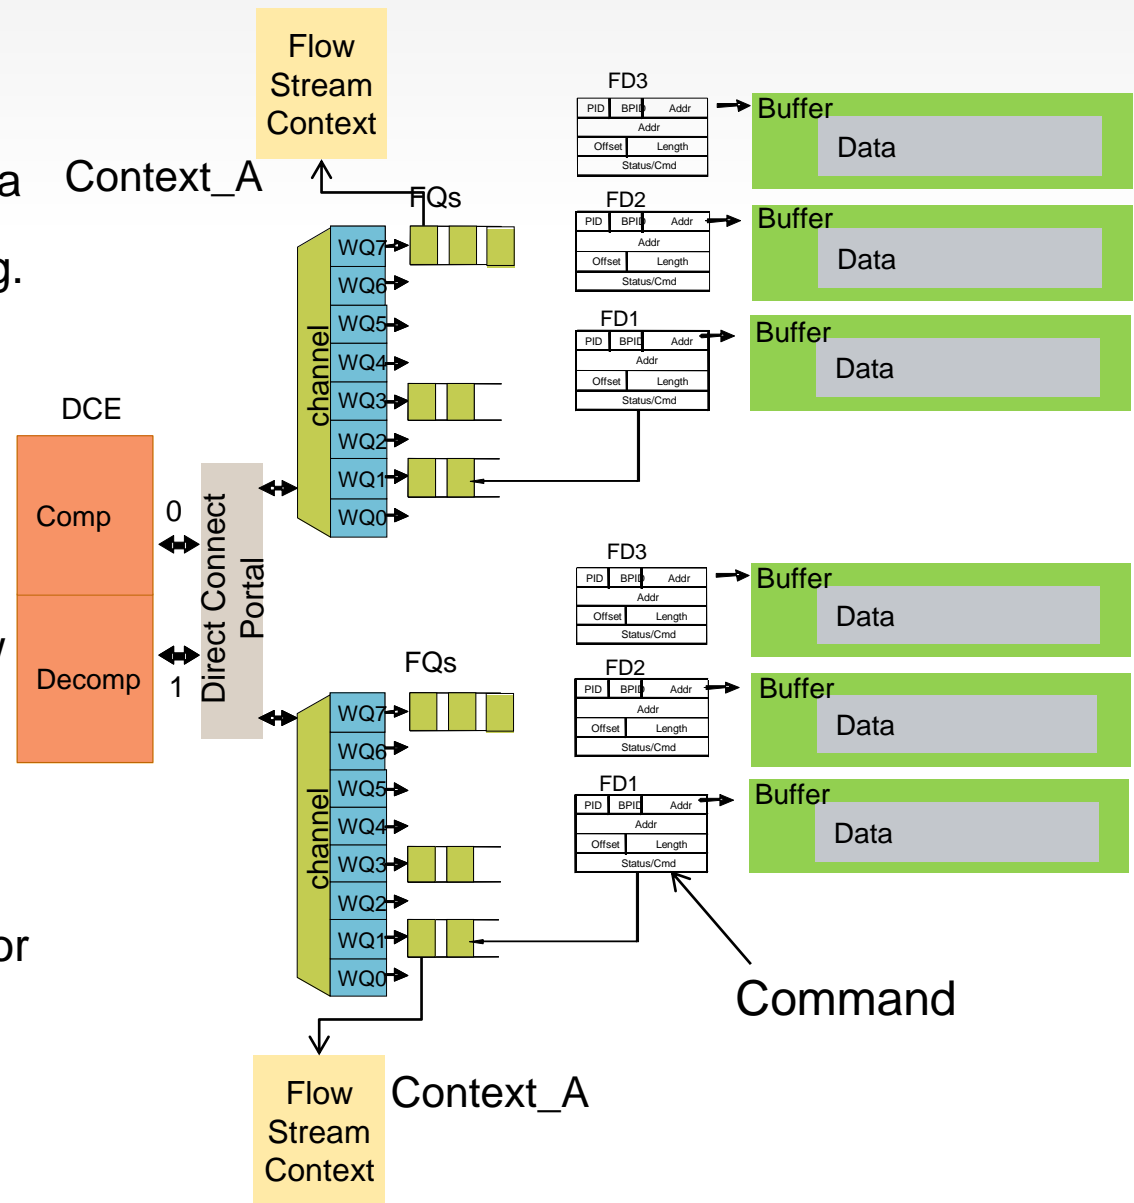 Flow
Stream
Context
Context_A
a
g.
FQs
WQ7
WQ6
WQ5
WQ4
WQ3
WQ2
WQ1
WQ0
channel
FD3
PID BPID Addr
Addr
Offset Length
Status/Cmd
Buffer
Data
FD2
PID BPID Addr
Addr
Offset Length
Status/Cmd
Buffer
Data
FD1
PID BPID Addr
Addr
Offset Length
Status/Cmd
Buffer
Data
DCE
Comp
0
Decomp
1
Direct Connect
Portal
or
FQs
WQ7
WQ6
WQ5
WQ4
WQ3
WQ2
WQ1
WQ0
channel
FD3
PID BPID Addr
Addr
Offset Length
Status/Cmd
Buffer
Data
FD2
PID BPID Addr
Addr
Offset Length
Status/Cmd
Buffer
Data
FD1
PID BPID Addr
Addr
Offset Length
Status/Cmd
Buffer
Data
Command
Flow
Stream
Context
Context_A